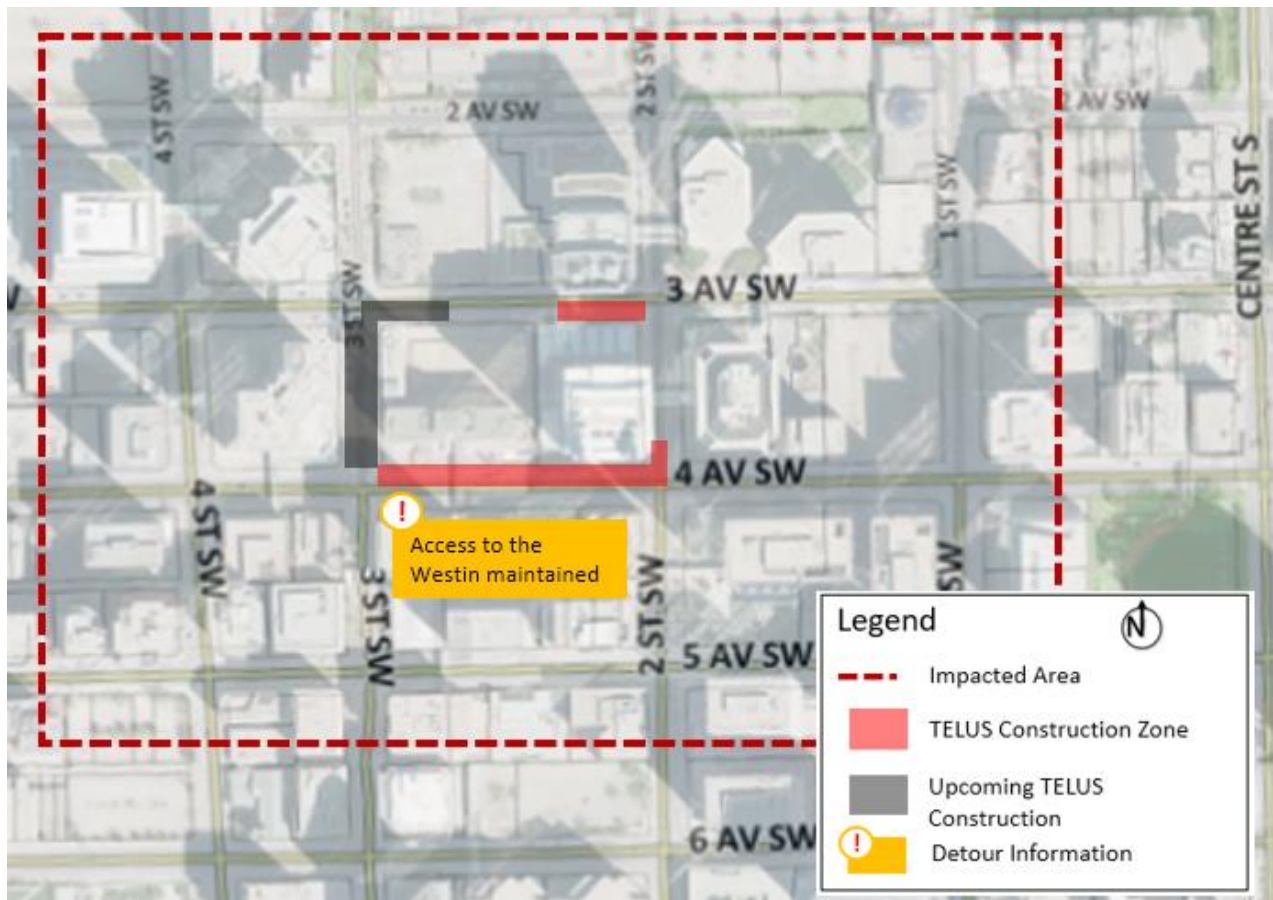 4 ST SW
2 AV SW
2 ST SW
2 AV SW
1 ST SW
CENTRE ST S
3 ST SW
3 AV SW
4 AV SW
!
Access to the
Westin maintained
4 ST SW
3 ST SW
2 ST SW
SW
5 AV SW
6 AV SW
Legend
N
Impacted Area
TELUS Construction Zone
Upcoming TELUS
Construction
!
Detour Information